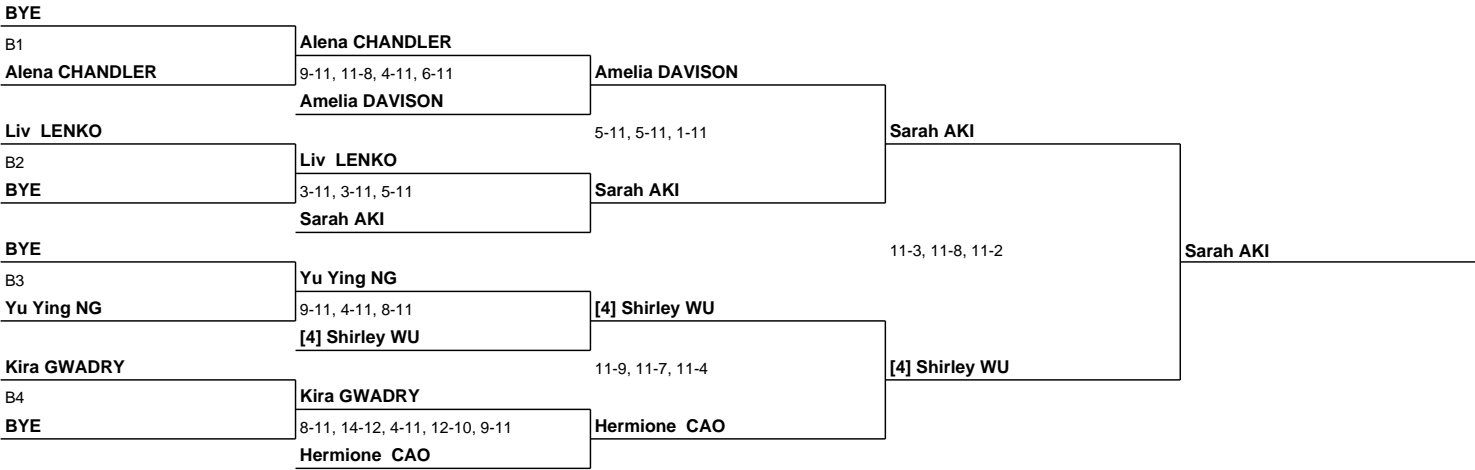 BYE
B1
Alena CHANDLER
Alena CHANDLER
9-11, 11-8, 4-11, 6-11
Amelia DAVISON
Amelia DAVISON
Liv LENKO
5-11, 5-11, 1-11
Sarah AKI
B2
Liv LENKO
BYE
3-11, 3-11, 5-11
Sarah AKI
Sarah AKI
BYE
11-3, 11-8, 11-2
Sarah AKI
B3
Yu Ying NG
Yu Ying NG
9-11, 4-11, 8-11
[4] Shirley WU
[4] Shirley WU
Kira GWADRY
11-9, 11-7, 11-4
[4] Shirley WU
B4
Kira GWADRY
BYE
8-11, 14-12, 4-11, 12-10, 9-11
Hermione CAO
Hermione CAO